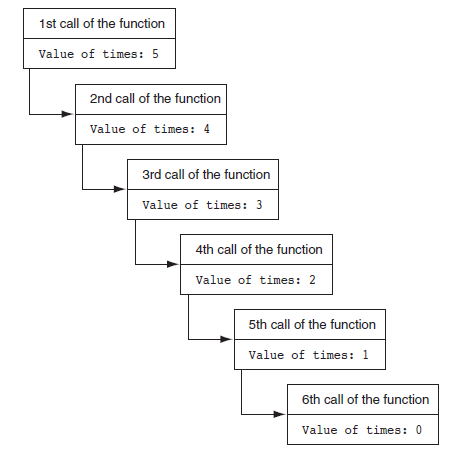 1st call of the function
Value of times: 5
2nd call of the function
Value of times: 4
3rd call of the function
Value of times: 3
4th call of the function
Value of times: 2
5th call of the function
Value of times: 1
6th call of the function
Value of times: 0